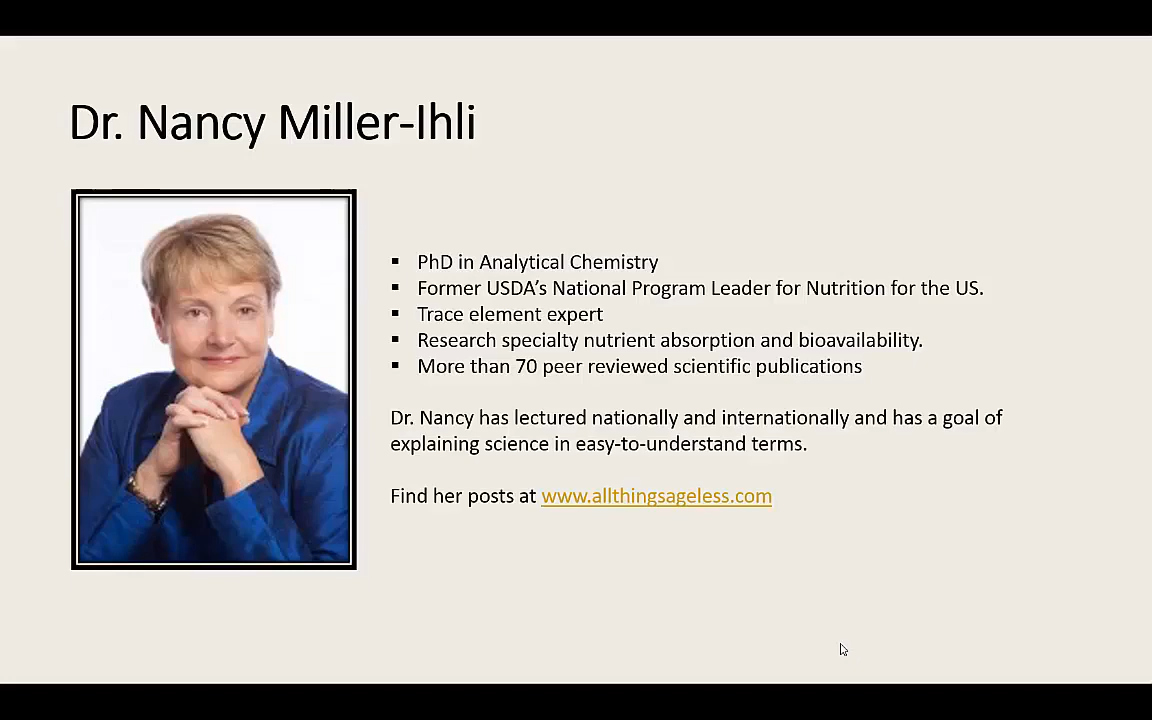 Dr. Nancy Miller-Ihli
▪ PhD in Analytical Chemistry
▪ Former USDA’s National Program Leader for Nutrition for the US.
▪ Trace element expert
▪ Research specialty nutrient absorption and bioavailability.
▪ More than 70 peer reviewed scientific publications
Dr. Nancy has lectured nationally and internationally and has a goal of
explaining science in easy-to-understand terms.
Find her posts at www.allthingsageless.com